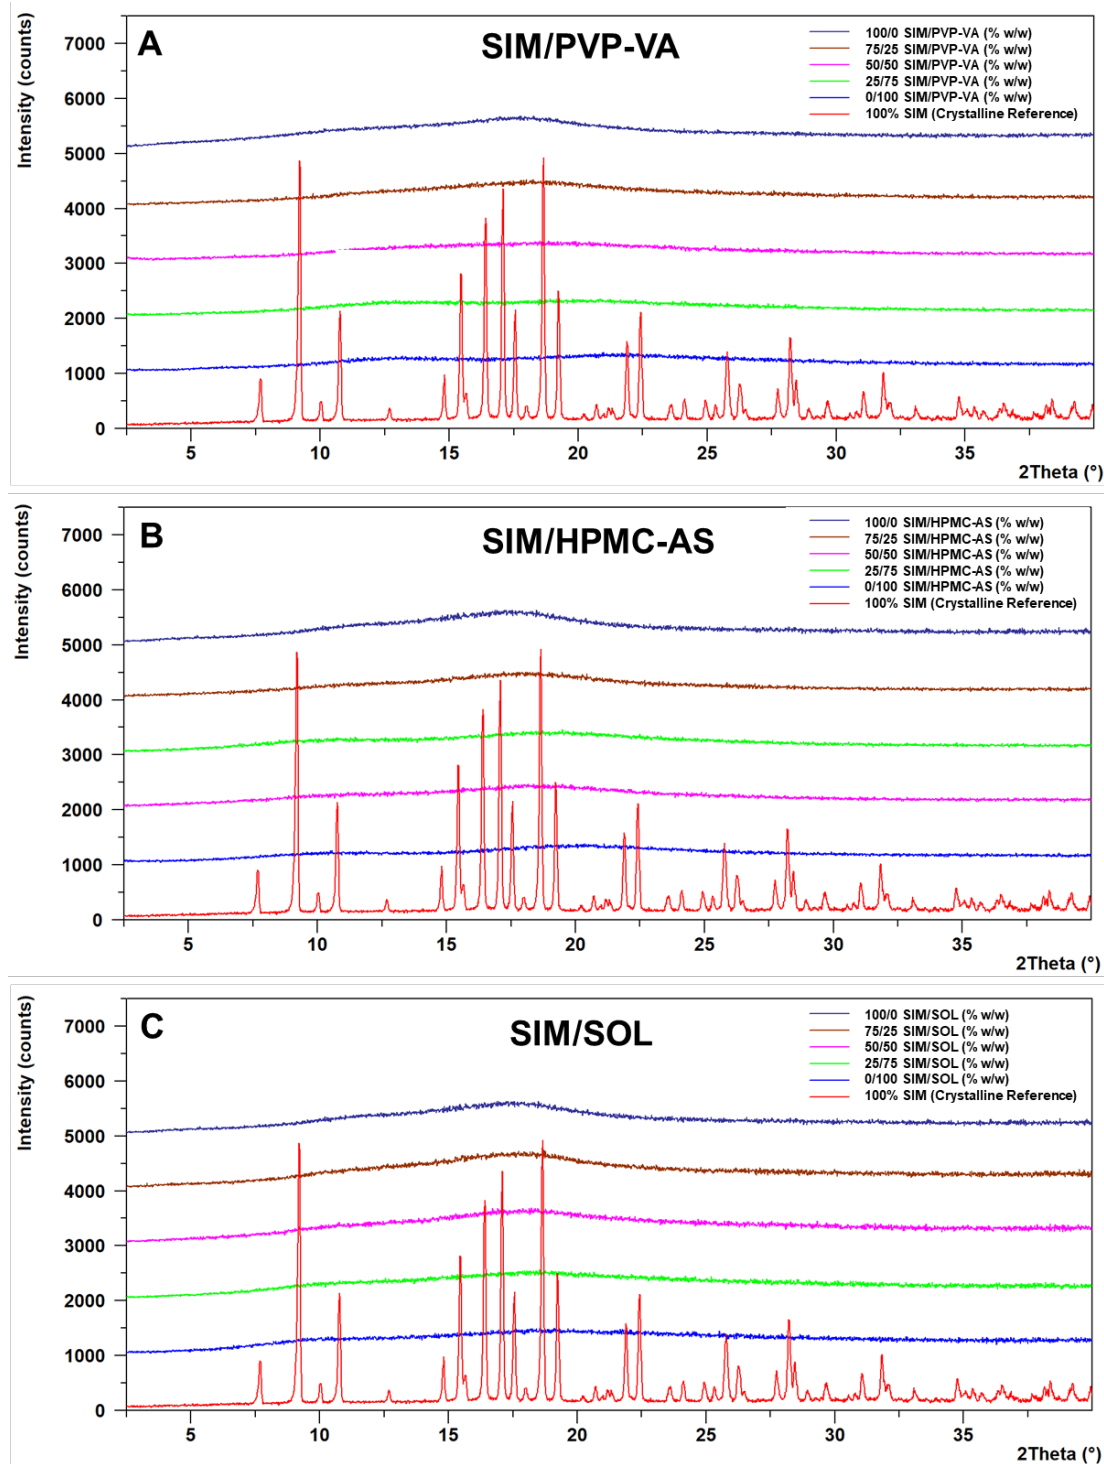 A
SIM/PVP-VA
100/0 SIM/PVP-VA (% w/w)
75/25 SIM/PVP-VA (% w/w)
50/50 SIM/PVP-VA (% w/w)
25/75 SIM/PVP-VA (% w/w)
0/100 SIM/PVP-VA (% w/w)
100% SIM (Crystalline Reference)
Intensity (counts)
7000
6000
5000
4000
3000
2000
1000
0
5 10 15 20 25 30 35
2Theta (°)
B
SIM/HPMC-AS
100/0 SIM/HPMC-AS (% w/w)
75/25 SIM/HPMC-AS (% w/w)
50/50 SIM/HPMC-AS (% w/w)
25/75 SIM/HPMC-AS (% w/w)
0/100 SIM/HPMC-AS (% w/w)
100% SIM (Crystalline Reference)
Intensity (counts)
7000
6000
5000
4000
3000
2000
1000
0
5 10 15 20 25 30 35
2Theta (°)
C
SIM/SOL
100/0 SIM/SOL (% w/w)
75/25 SIM/SOL (% w/w)
50/50 SIM/SOL (% w/w)
25/75 SIM/SOL (% w/w)
0/100 SIM/SOL (% w/w)
100% SIM (Crystalline Reference)
Intensity (counts)
7000
6000
5000
4000
3000
2000
1000
0
5 10 15 20 25 30 35
2Theta (°)